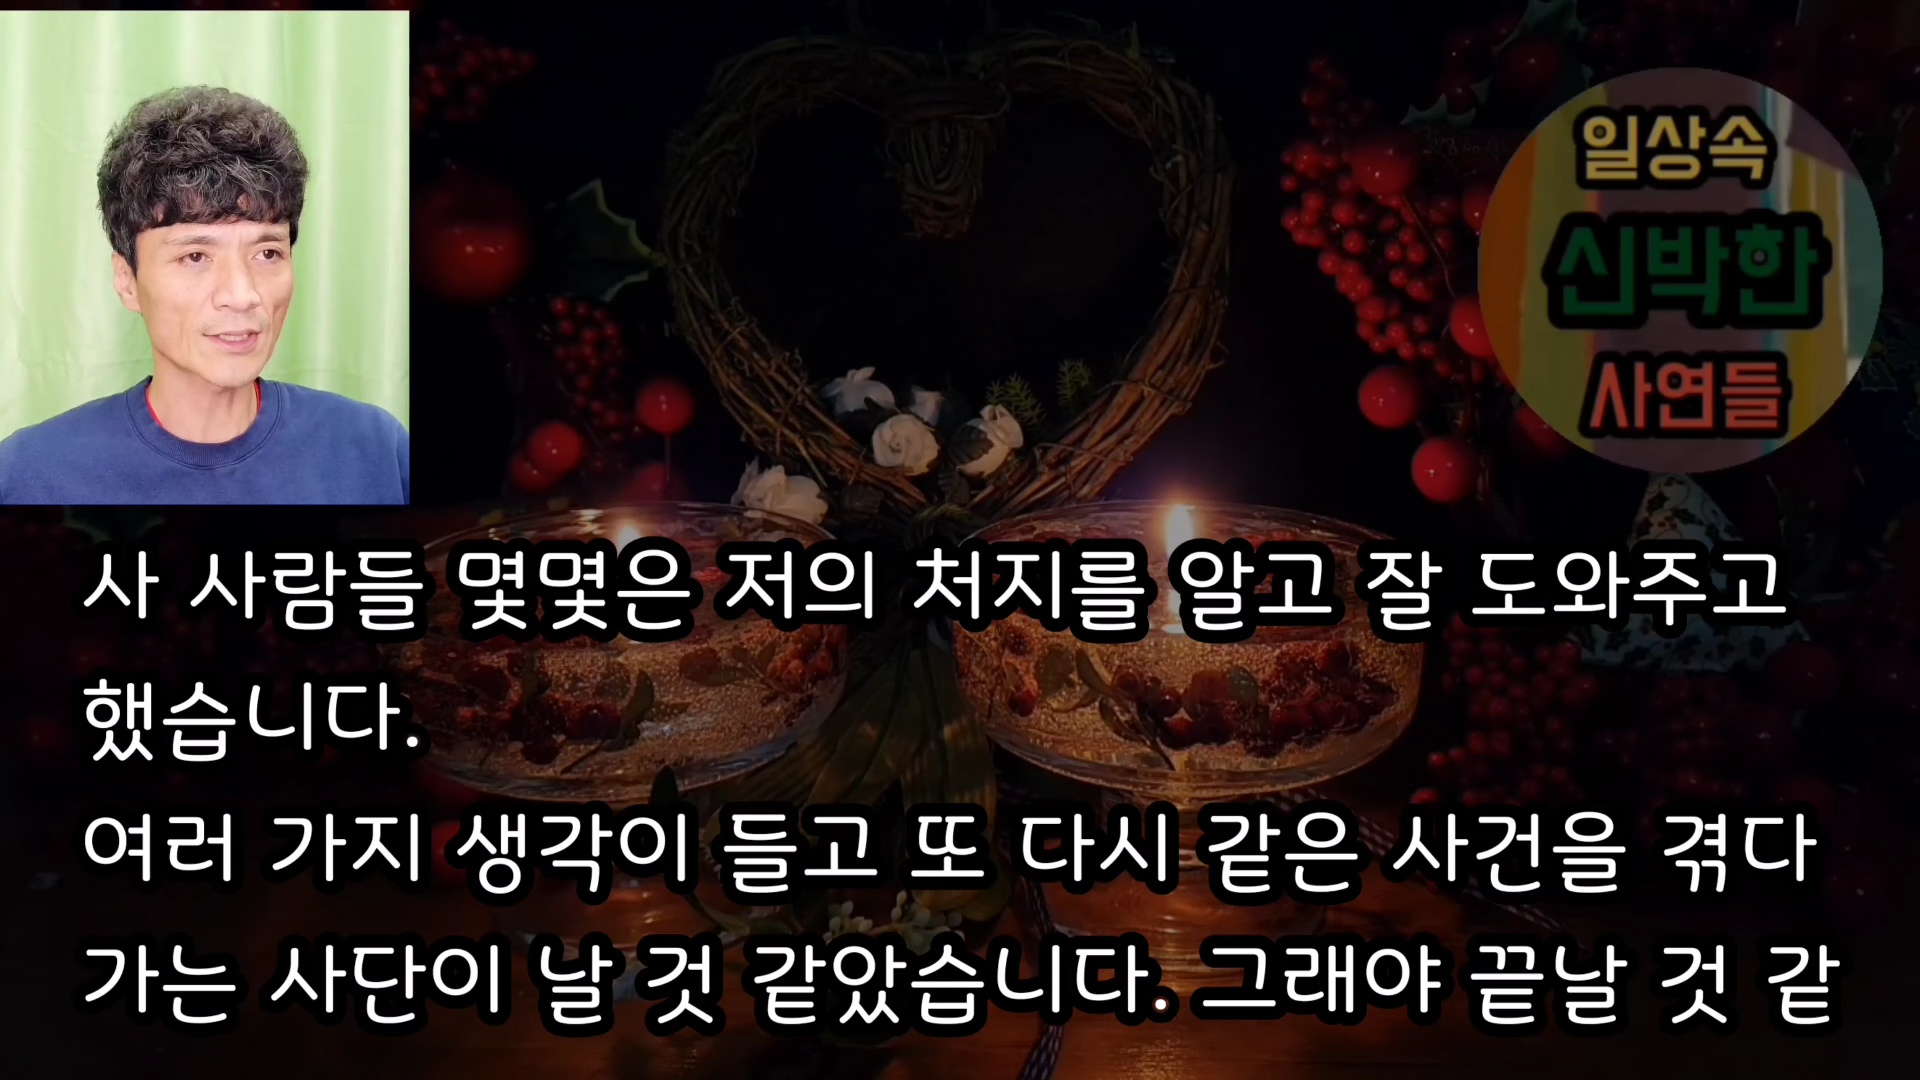 일상속
신박한
사연들
사 사람들 몇몇은 저의 처지를 알고 잘 도와주고
했습니다.
여러 가지 생각이 들고 또 다시 같은 사건을 겪다
가는 사단이 날 것 같았습니다. 그래야 끝날 것 같